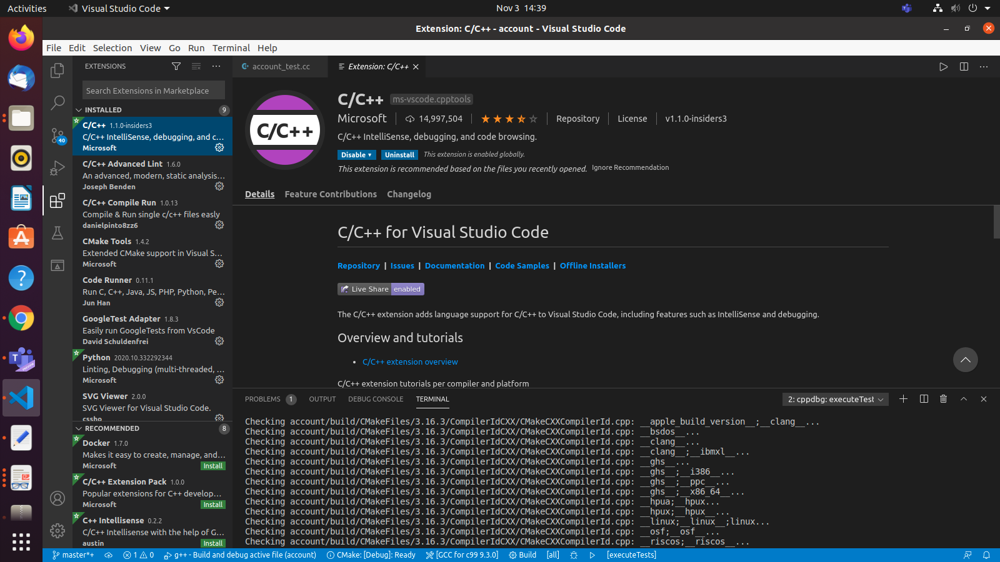 Activities
Visual Studio Code
Nov 3 14:39
Extension: C/C++ - account - Visual Studio Code
File Edit Selection View Go Run Terminal Help
EXTENSIONS
Search Extensions in Marketplace
INSTALLED 9
C/C++ 1.1.0-insiders3
C/C++ IntelliSense, debugging, and c...
Microsoft
C/C++ Advanced Lint 1.6.0
An advanced, modern, static analysis...
Joseph Benden
C/C++ Compile Run 1.0.13
Compile & Run single c/c++ files easly
danielpinto8zz6
CMake Tools 1.4.2
Extended CMake support in Visual S...
Microsoft
Code Runner 0.11.1
Run C, C++, Java, JS, PHP, Python, Pe...
Jun Han
GoogleTest Adapter 1.8.3
Easily run GoogleTests from VsCode
David Schuldenfrei
Python 2020.10.332292344
Linting, Debugging (multi-threaded, ...
Microsoft
SVG Viewer 2.0.0
SVG Viewer for Visual Studio Code.
cssho
RECOMMENDED 8
Docker 1.7.0
Makes it easy to create, manage, and...
Microsoft Install
C/C++ Extension Pack 1.0.0
Popular extensions for C++ develop...
Microsoft Install
C++ Intellisense 0.2.2
C/C++ Intellisense with the help of G...
austin Install
40
account_test.cc
Extension: C/C++
C/C++
C/C++ ms-vscode.cpptools
Microsoft 14,997,504 Repository License v1.1.0-insiders3
C/C++ IntelliSense, debugging, and code browsing.
Disable Uninstall This extension is enabled globally.
This extension is recommended based on the files you recently opened. Ignore Recommendation
Details Feature Contributions Changelog
C/C++ for Visual Studio Code
Repository | Issues | Documentation | Code Samples | Offline Installers
Live Share enabled
The C/C++ extension adds language support for C/C++ to Visual Studio Code, including features such as IntelliSense and debugging.
Overview and tutorials
• C/C++ extension overview
C/C++ extension tutorials per compiler and platform
PROBLEMS 1 OUTPUT DEBUG CONSOLE TERMINAL
2: cppdbg: executeTest
Checking account/build/CMakeFiles/3.16.3/CompilerIdCXX/CMakeCXXCompilerId.cpp: __apple_build_version__;__clang__...
Checking account/build/CMakeFiles/3.16.3/CompilerIdCXX/CMakeCXXCompilerId.cpp: __bsdos__...
Checking account/build/CMakeFiles/3.16.3/CompilerIdCXX/CMakeCXXCompilerId.cpp: __clang__...
Checking account/build/CMakeFiles/3.16.3/CompilerIdCXX/CMakeCXXCompilerId.cpp: __clang__;__ibmxl__...
Checking account/build/CMakeFiles/3.16.3/CompilerIdCXX/CMakeCXXCompilerId.cpp: __ghs__...
Checking account/build/CMakeFiles/3.16.3/CompilerIdCXX/CMakeCXXCompilerId.cpp: __ghs__;__i386__...
Checking account/build/CMakeFiles/3.16.3/CompilerIdCXX/CMakeCXXCompilerId.cpp: __ghs__;__ppc__...
Checking account/build/CMakeFiles/3.16.3/CompilerIdCXX/CMakeCXXCompilerId.cpp: __ghs__;__x86_64__...
Checking account/build/CMakeFiles/3.16.3/CompilerIdCXX/CMakeCXXCompilerId.cpp: __hpua;__hpux...
Checking account/build/CMakeFiles/3.16.3/CompilerIdCXX/CMakeCXXCompilerId.cpp: __hpux;__hpux__...
Checking account/build/CMakeFiles/3.16.3/CompilerIdCXX/CMakeCXXCompilerId.cpp: __linux;__linux__;linux...
Checking account/build/CMakeFiles/3.16.3/CompilerIdCXX/CMakeCXXCompilerId.cpp: __osf;__osf__...
Checking account/build/CMakeFiles/3.16.3/CompilerIdCXX/CMakeCXXCompilerId.cpp: __riscos;__riscos__...
master*+ 1 0 g++ - Build and debug active file (account) CMake: [Debug]: Ready [GCC for c99 9.3.0] Build [all] [executeTests]